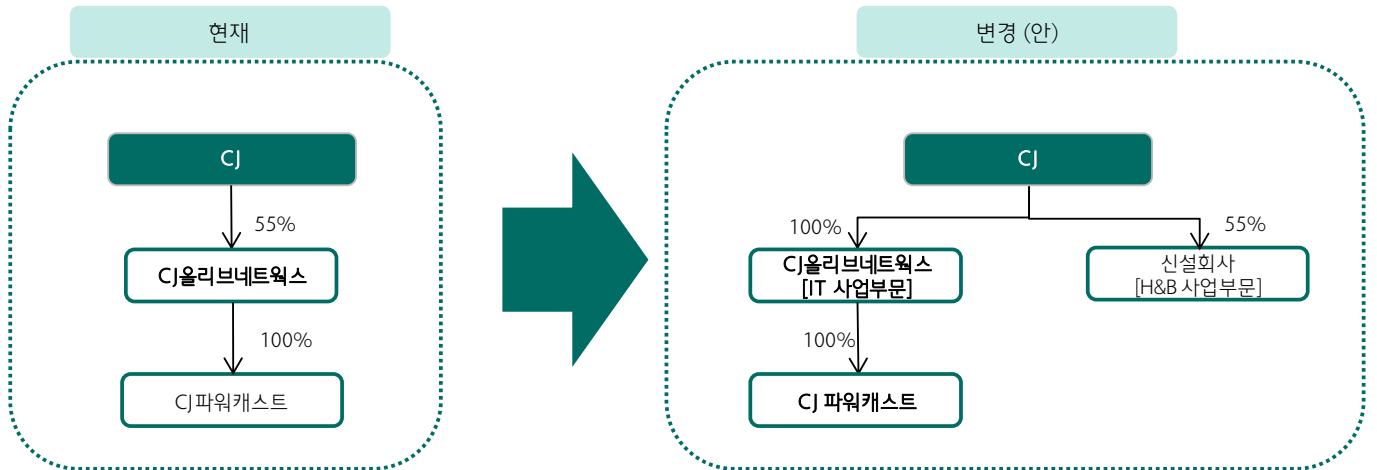 현재
CJ
55%
CJ올리브네트웍스
100%
CJ파워캐스트
변경 (안)
CJ
100%
55%
CJ올리브네트웍스
[IT 사업부문]
신설회사
[H&B 사업부문]
100%
CJ 파워캐스트